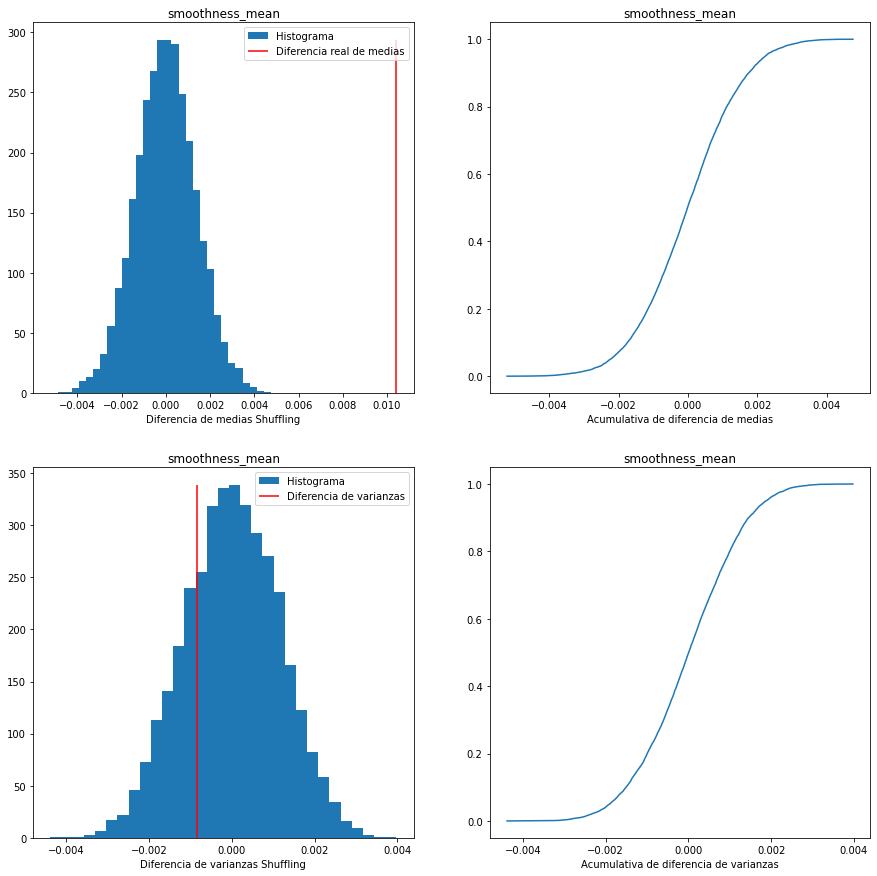 smoothness_mean
300
250
200
150
100
50
0
Histograma
Diferencia real de medias
−0.004 −0.002 0.000 0.002 0.004 0.006 0.008 0.010
Diferencia de medias Shuffling
smoothness_mean
1.0
0.8
0.6
0.4
0.2
0.0
−0.004 −0.002 0.000 0.002 0.004
Acumulativa de diferencia de medias
smoothness_mean
350
300
250
200
150
100
50
0
Histograma
Diferencia de varianzas
−0.004 −0.002 0.000 0.002 0.004
Diferencia de varianzas Shuffling
smoothness_mean
1.0
0.8
0.6
0.4
0.2
0.0
−0.004 −0.002 0.000 0.002 0.004
Acumulativa de diferencia de varianzas